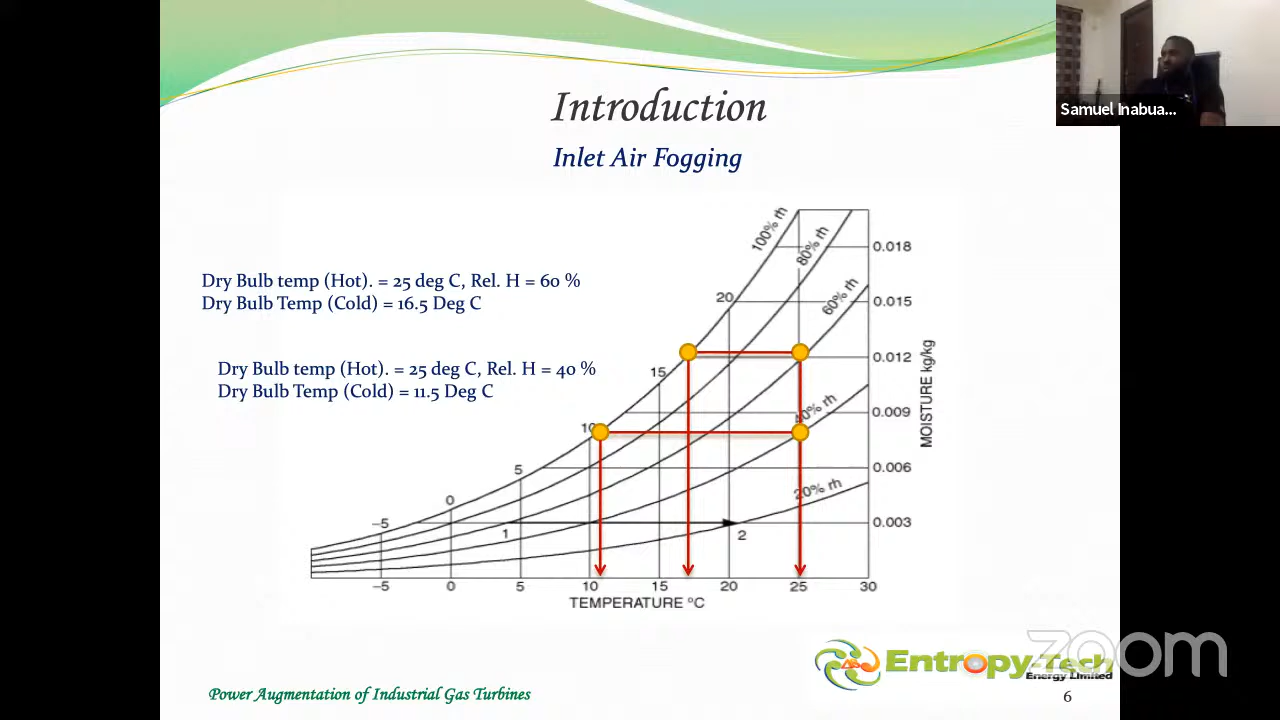 Samuel Inabua...
Introduction
Inlet Air Fogging
Dry Bulb temp (Hot). = 25 deg C, Rel. H = 60 %
Dry Bulb Temp (Cold) = 16.5 Deg C
Dry Bulb temp (Hot). = 25 deg C, Rel. H = 40 %
Dry Bulb Temp (Cold) = 11.5 Deg C
100% rh
80% rh
60% rh
40% rh
20% rh
20
15
10
5
0
–5
1
2
0.018
0.015
0.012
0.009
0.006
0.003
MOISTURE kg/kg
–5 0 5 10 15 20 25 30
TEMPERATURE ºC
zoom
Entropy-Tech
Energy Limited
Power Augmentation of Industrial Gas Turbines
6